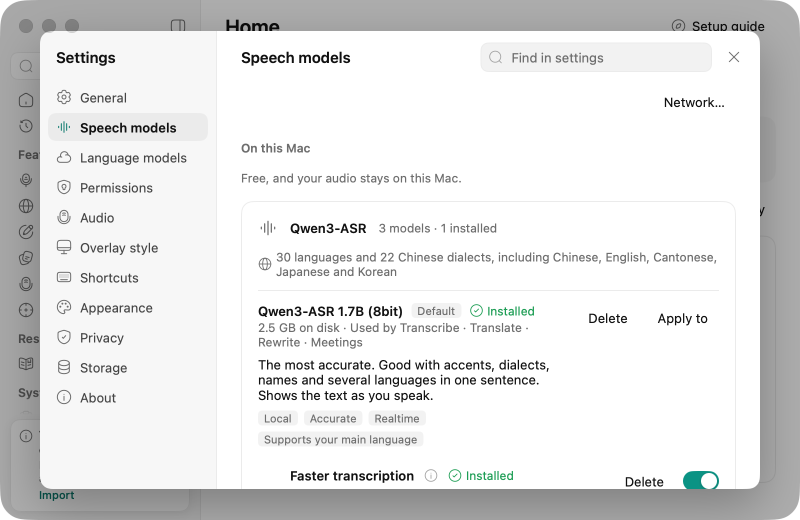 Home
Setup guide
Settings
General
Speech models
Language models
Permissions
Audio
Overlay style
Shortcuts
Appearance
Privacy
Storage
About
Import
Speech models
Find in settings
Network...
On this Mac
Free, and your audio stays on this Mac.
Qwen3-ASR 3 models · 1 installed
30 languages and 22 Chinese dialects, including Chinese, English, Cantonese,
Japanese and Korean
Qwen3-ASR 1.7B (8bit) Default Installed
2.5 GB on disk · Used by Transcribe · Translate ·
Rewrite · Meetings
Delete Apply to
The most accurate. Good with accents, dialects,
names and several languages in one sentence.
Shows the text as you speak.
Local Accurate Realtime
Supports your main language
Faster transcription Installed
Delete